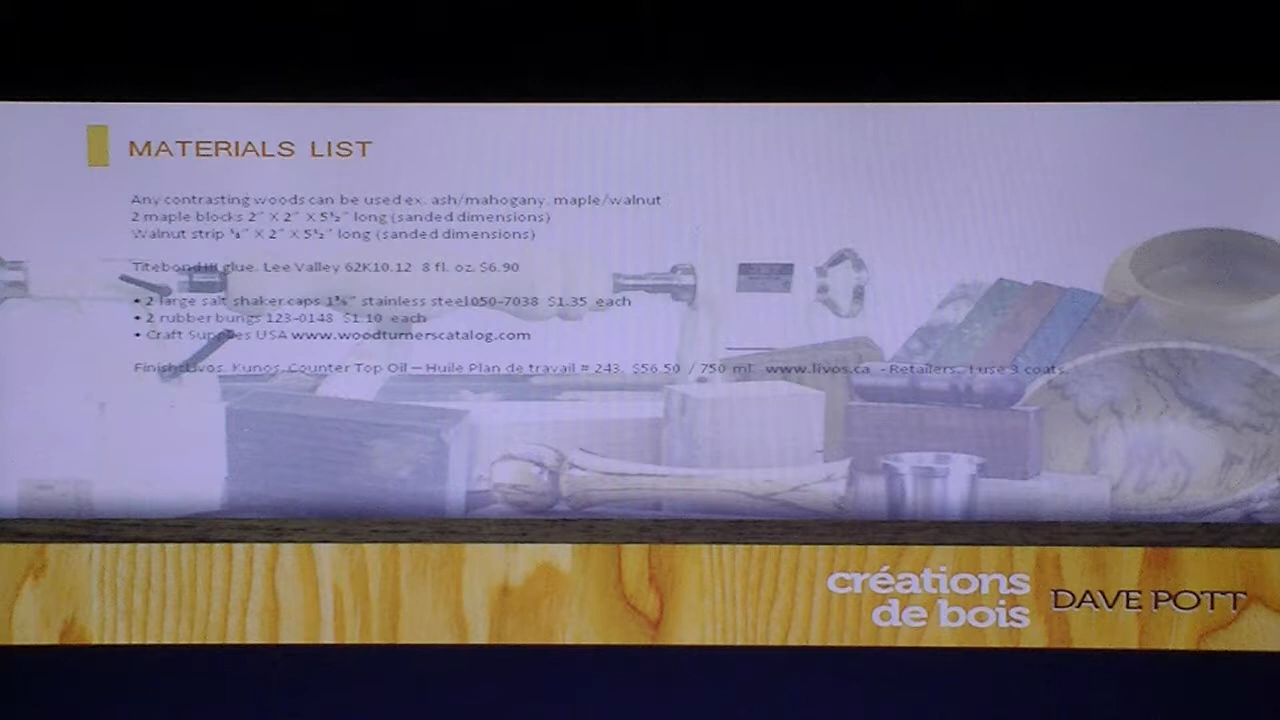 MATERIALS LIST
Any contrasting woods can be used ex. ash/mahogany, maple/walnut
2 maple blocks 2" X 2" X 5½" long (sanded dimensions)
Walnut strip ⅛" X 2" X 5½" long (sanded dimensions)
Titebond III glue. Lee Valley 62K10.12 8 fl. oz. $6.90
• 2 large salt shaker caps stainless steel 050-7038 $1.35 each
• 2 rubber bungs 123-0148 $1.10 each
• Craft Supplies USA www.woodturnerscatalog.com
Finish: Livos. Kunos. Counter Top Oil – Huile Plan de travail # 243. $56.50 / 750 ml. www.livos.ca - Retailers. I use 3 coats.
créations
de bois
DAVE POTT